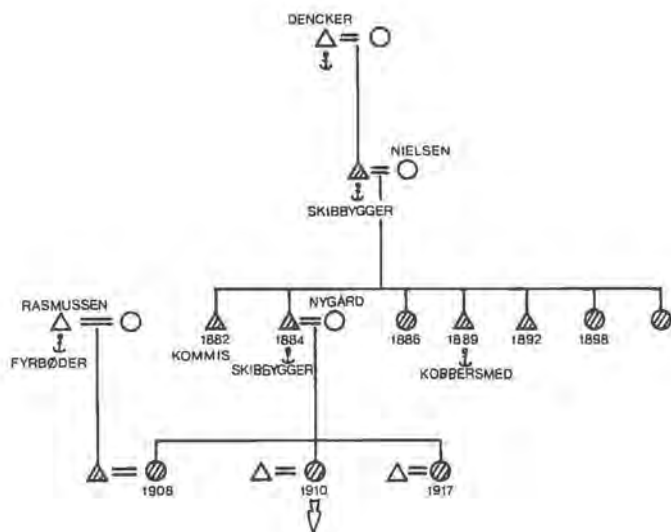 DENCKER
NIELSEN
SKIBBYGGER
RASMUSSEN
NYGÅRD
1882
1884
1886
1889
1892
1898
FYRBØDER
KOMMIS
SKIBBYGGER
KOBBERSMED
1908
1910
1917